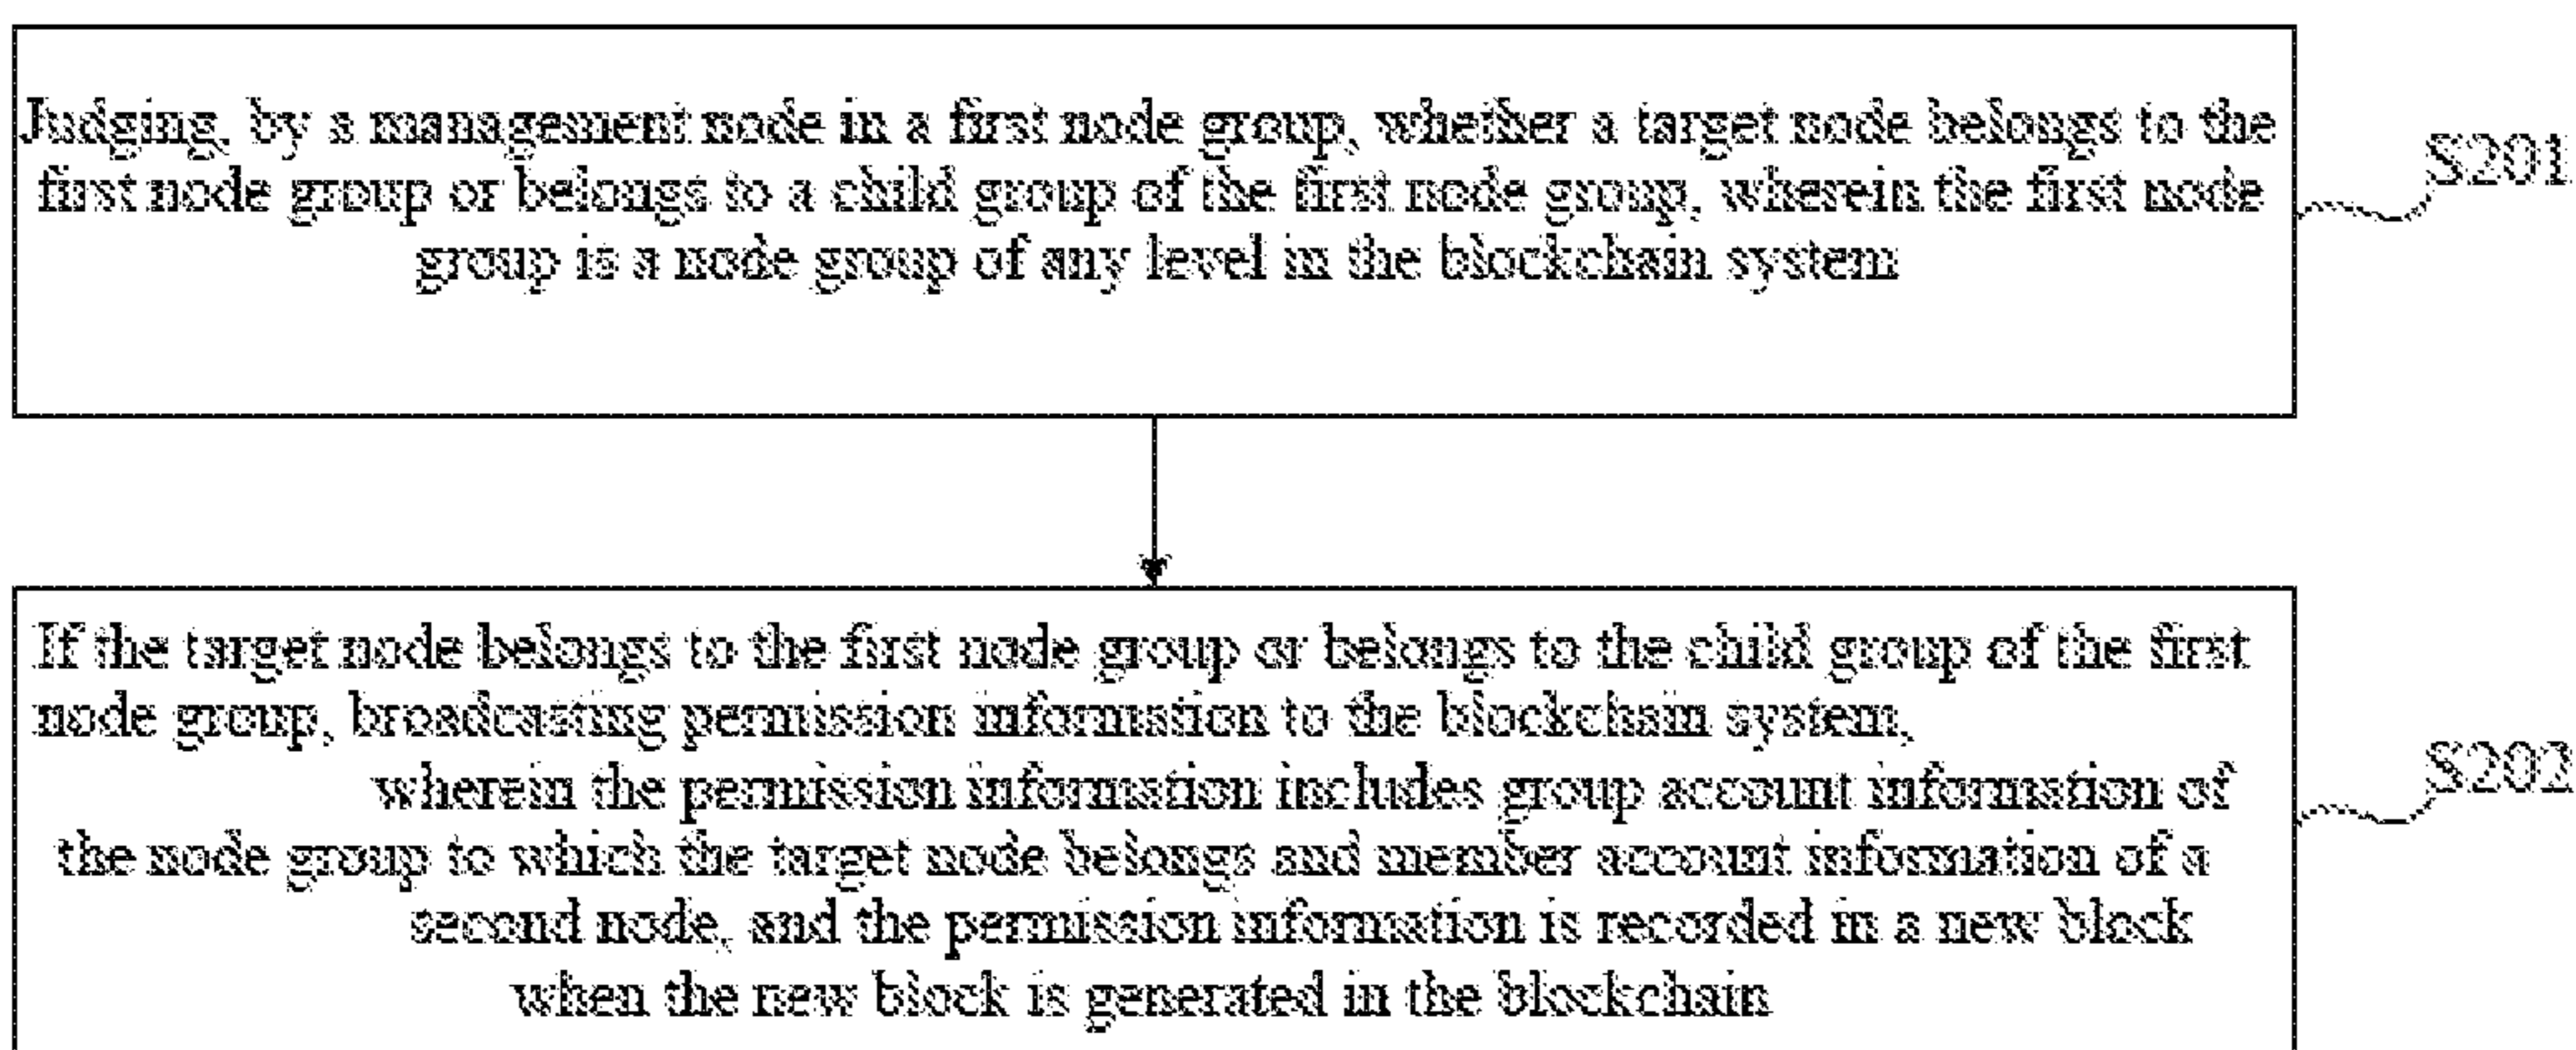 Judging, by a management node in a first node group, whether a target node belongs to the
first node group or belongs to a child group of the first node group, wherein the first node
group is a node group of any level in the blockchain system
S201
If the target node belongs to the first node group or belongs to the child group of the first
node group, broadcasting permission information to the blockchain system,
wherein the permission information includes group account information of
the node group to which the target node belongs and member account information of a
second node, and the permission information is recorded in a new block
when the new block is generated in the blockchain
S202